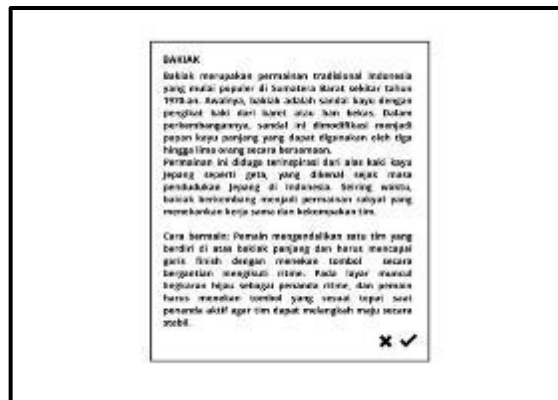 BAKIAK
Bakiak merupakan permainan tradisional Indonesia
yang mulai populer di Sumatera Barat sekitar tahun
1970-an. Awalnya, bakiak adalah sandal kayu dengan
pengikat kaki dari karet atau ban bekas. Dalam
perkembangannya, sandal ini dimodifikasi menjadi
papan kayu panjang yang dapat digunakan oleh tiga
hingga lima orang secara bersamaan.
Permainan ini diduga terinspirasi dari alas kaki kayu
Jepang seperti geta, yang dikenal sejak masa
pendudukan Jepang di Indonesia. Seiring waktu,
bakiak berkembang menjadi permainan rakyat yang
menekankan kerja sama dan kekompakan tim.
Cara bermain: Pemain mengendalikan satu tim yang
berdiri di atas bakiak panjang dan harus mencapai
garis finish dengan menekan tombol secara
bergantian mengikuti ritme. Pada layar muncul
lingkaran hijau sebagai penanda ritme, dan pemain
harus menekan tombol yang sesuai tepat saat
penanda aktif agar tim dapat melangkah maju secara
stabil.